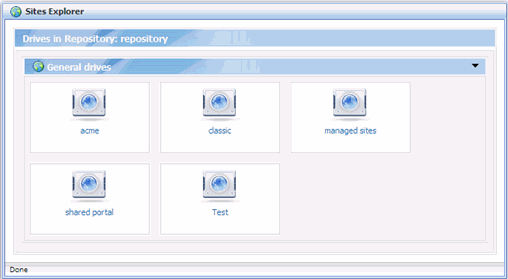 Sites Explorer
Drives in Repository: repository
General drives
acme
classic
managed sites
shared portal
Test
Done